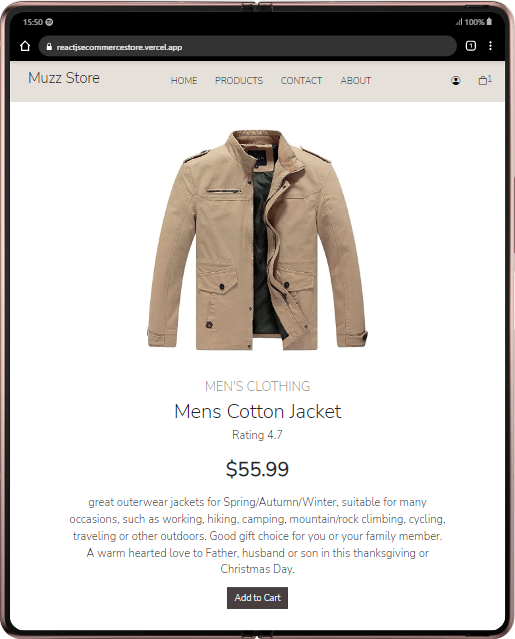 15:50 100%
reactjsecommercestore.vercel.app 1
Muzz Store HOME PRODUCTS CONTACT ABOUT 1
MEN'S CLOTHING
Mens Cotton Jacket
Rating 4.7
$55.99
great outerwear jackets for Spring/Autumn/Winter, suitable for many
occasions, such as working, hiking, camping, mountain/rock climbing, cycling,
traveling or other outdoors. Good gift choice for you or your family member.
A warm hearted love to Father, husband or son in this thanksgiving or
Christmas Day.
Add to Cart